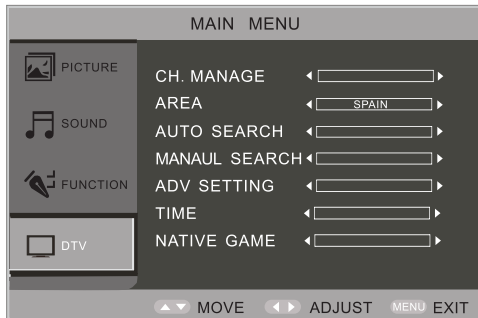 MAIN MENU
PICTURE
SOUND
FUNCTION
DTV
CH. MANAGE
AREA SPAIN
AUTO SEARCH
MANAUL SEARCH
ADV SETTING
TIME
NATIVE GAME
MOVE ADJUST MENU EXIT